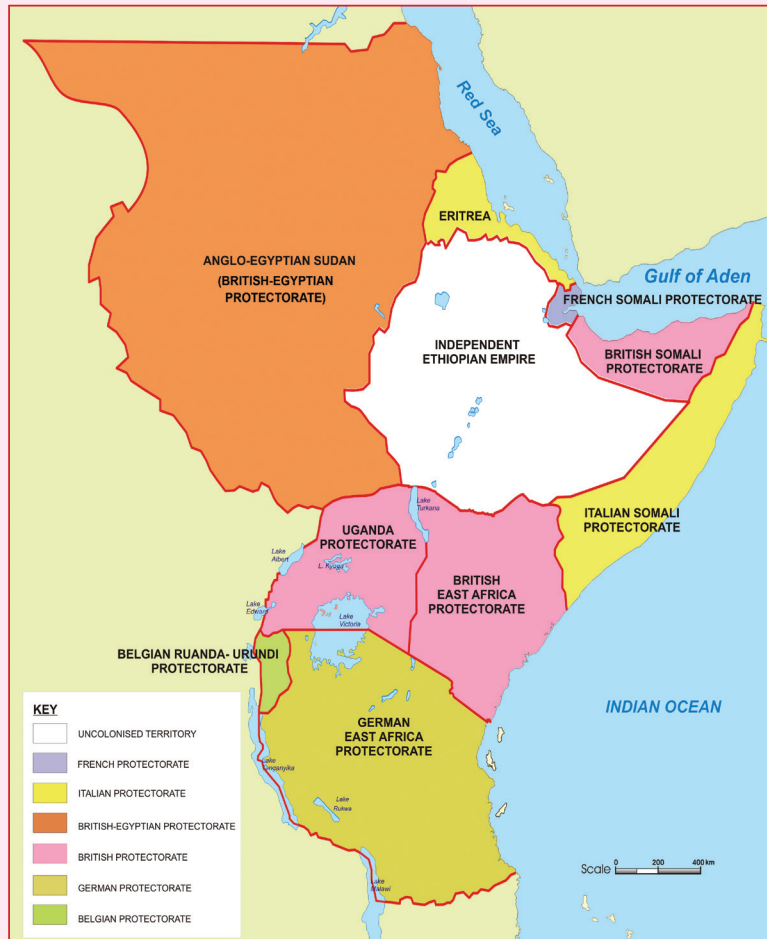 Red Sea
ERITREA
ANGLO-EGYPTIAN SUDAN
(BRITISH-EGYPTIAN
PROTECTORATE)
Gulf of Aden
FRENCH SOMALI PROTECTORATE
INDEPENDENT
ETHIOPIAN EMPIRE
BRITISH SOMALI
PROTECTORATE
Lake
Turkana
ITALIAN SOMALI
PROTECTORATE
UGANDA
PROTECTORATE
Lake
Albert
L. Kyoga
BRITISH
EAST AFRICA
PROTECTORATE
Lake
Edward
Lake
Victoria
BELGIAN RUANDA- URUNDI
PROTECTORATE
INDIAN OCEAN
GERMAN
EAST AFRICA
PROTECTORATE
Lake
Tanganyika
Lake
Rukwa
Lake
Malawi
KEY
UNCOLONISED TERRITORY
FRENCH PROTECTORATE
ITALIAN PROTECTORATE
BRITISH-EGYPTIAN PROTECTORATE
BRITISH PROTECTORATE
GERMAN PROTECTORATE
BELGIAN PROTECTORATE
Scale 0 200 400 km